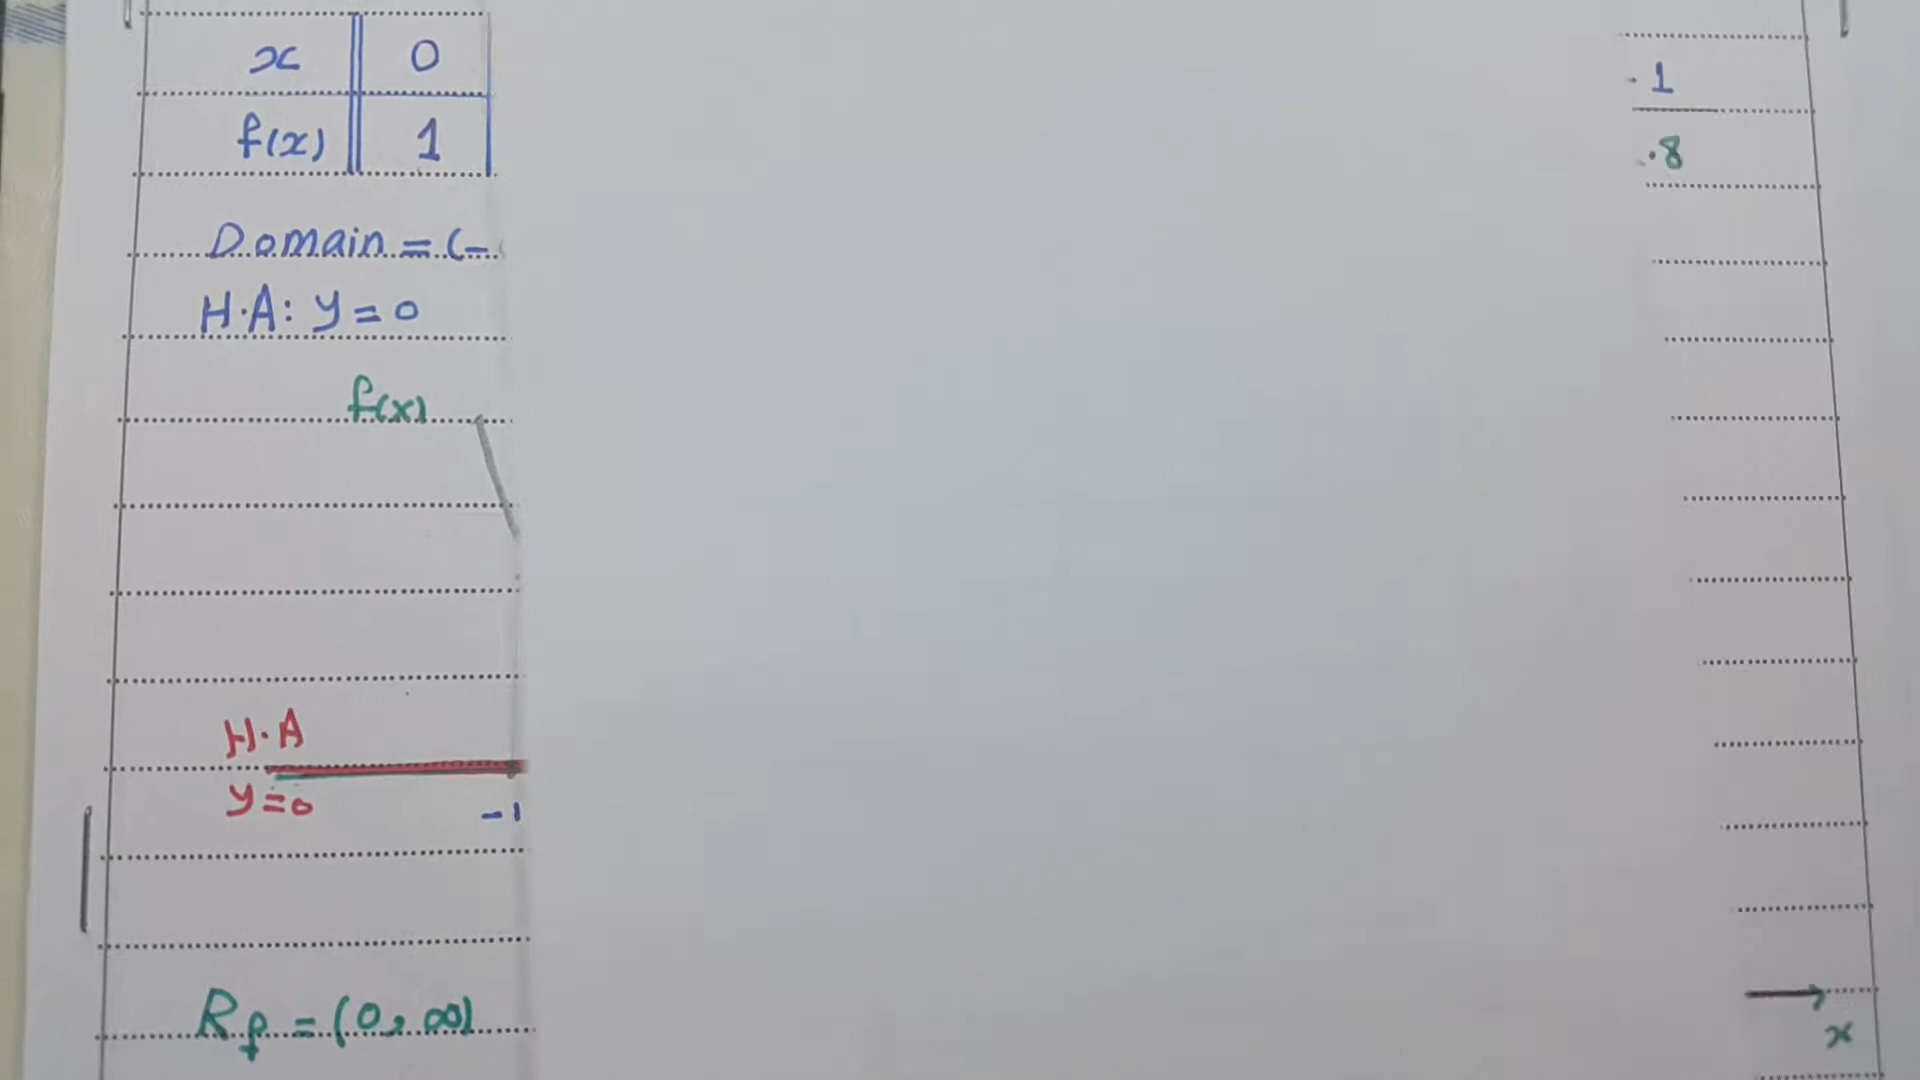 x 0
f(x) 1
Domain = (-
H.A: y = 0
f(x)
H.A
y = 0
-1
Rf = (0, ∞)
1
.8
x